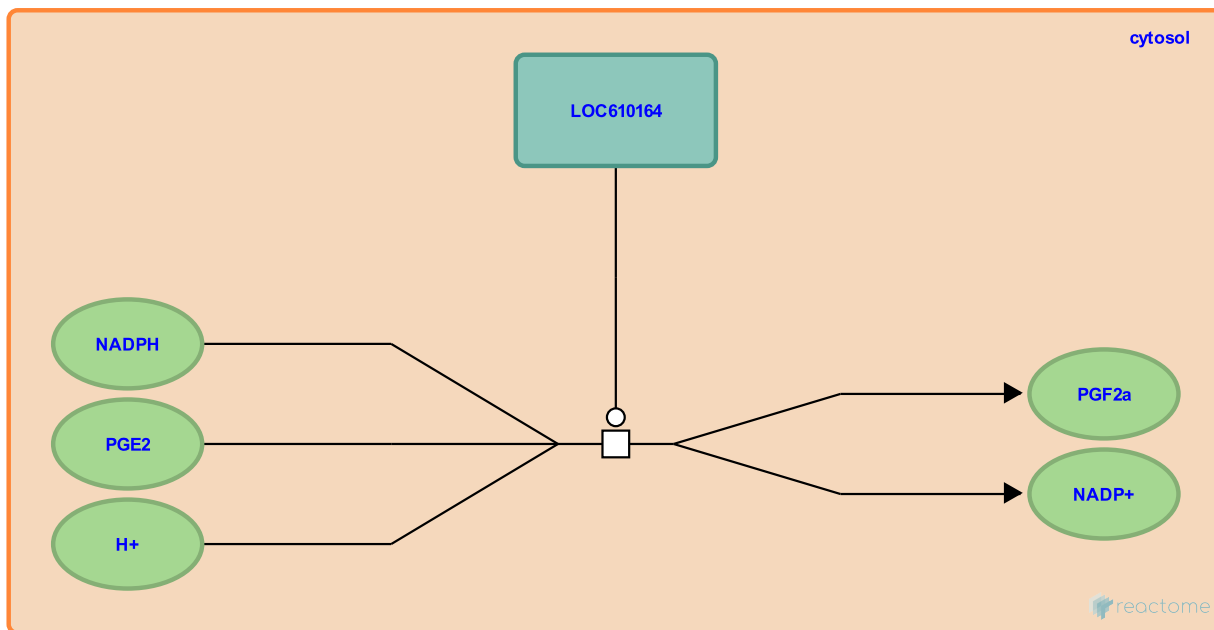 cytosol
LOC610164
NADPH
PGE2
H+
PGF2a
NADP+
reactome